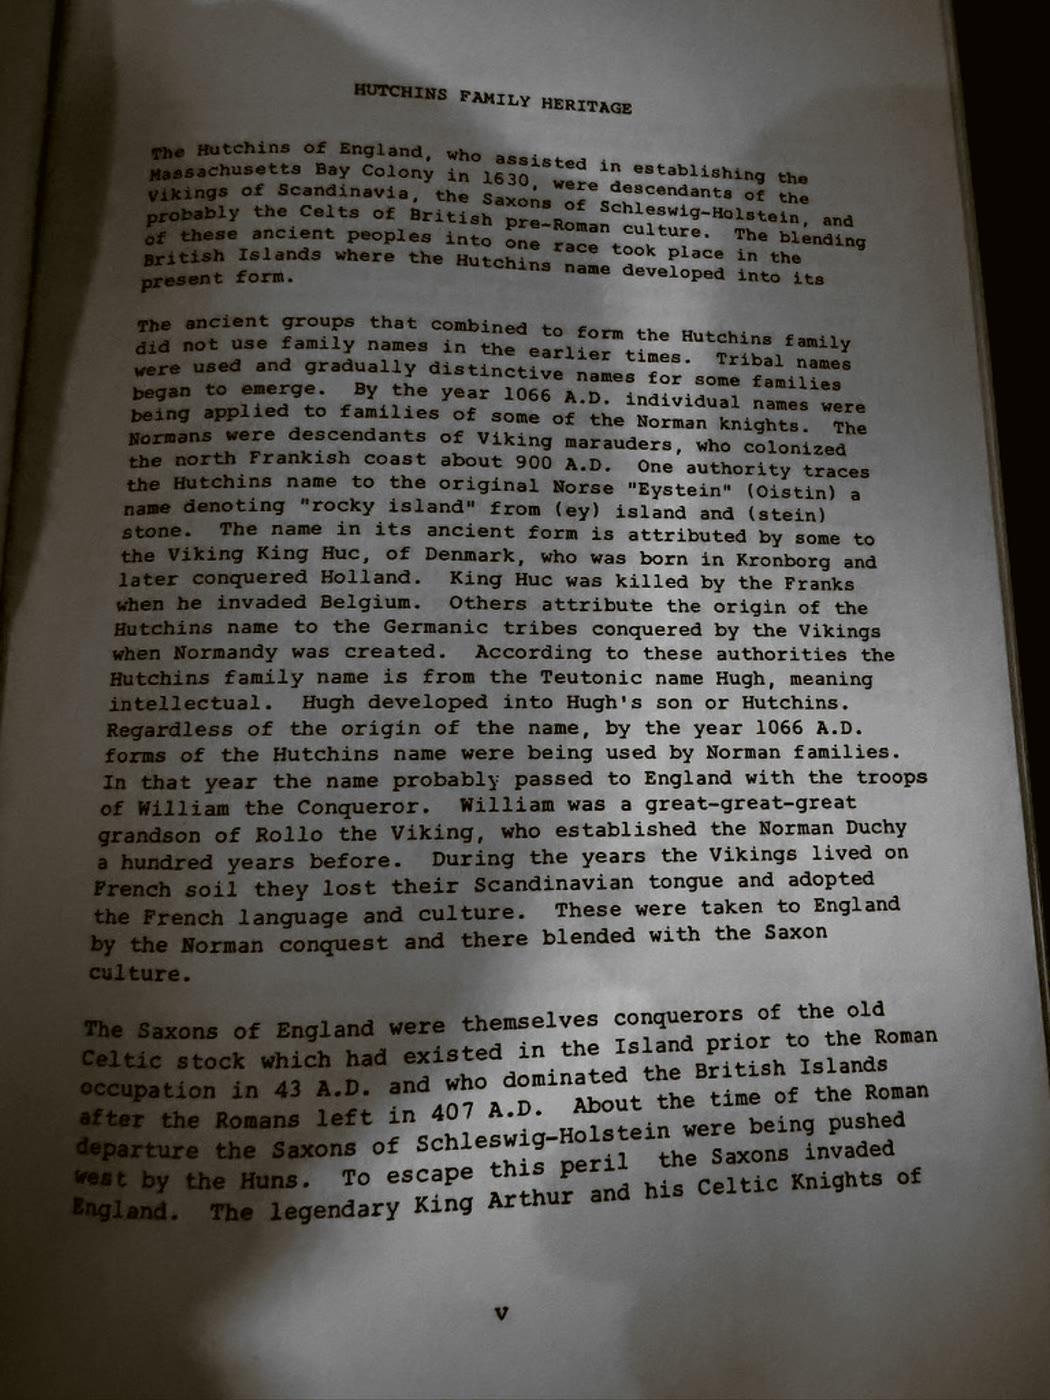 HUTCHINS FAMILY HERITAGE
The Hutchins of England, who assisted in establishing the
Massachusetts Bay Colony in 1630, were descendants of the
Vikings of Scandinavia, the Saxons of Schleswig-Holstein, and
probably the Celts of British pre-Roman culture.  The blending
of these ancient peoples into one race took place in the
British Islands where the Hutchins name developed into its
present form.
The ancient groups that combined to form the Hutchins family
did not use family names in the earlier times.  Tribal names
were used and gradually distinctive names for some families
began to emerge.  By the year 1066 A.D. individual names were
being applied to families of some of the Norman knights.  The
Normans were descendants of Viking marauders, who colonized
the north Frankish coast about 900 A.D.  One authority traces
the Hutchins name to the original Norse "Eystein" (Oistin) a
name denoting "rocky island" from (ey) island and (stein)
stone.  The name in its ancient form is attributed by some to
the Viking King Huc, of Denmark, who was born in Kronborg and
later conquered Holland.  King Huc was killed by the Franks
when he invaded Belgium.  Others attribute the origin of the
Hutchins name to the Germanic tribes conquered by the Vikings
when Normandy was created.  According to these authorities the
Hutchins family name is from the Teutonic name Hugh, meaning
intellectual.  Hugh developed into Hugh's son or Hutchins.
Regardless of the origin of the name, by the year 1066 A.D.
forms of the Hutchins name were being used by Norman families.
In that year the name probably passed to England with the troops
of William the Conqueror.  William was a great-great-great
grandson of Rollo the Viking, who established the Norman Duchy
a hundred years before.  During the years the Vikings lived on
French soil they lost their Scandinavian tongue and adopted
the French language and culture.  These were taken to England
by the Norman conquest and there blended with the Saxon
culture.
The Saxons of England were themselves conquerors of the old
Celtic stock which had existed in the Island prior to the Roman
occupation in 43 A.D. and who dominated the British Islands
after the Romans left in 407 A.D.  About the time of the Roman
departure the Saxons of Schleswig-Holstein were being pushed
west by the Huns.  To escape this peril  the Saxons invaded
England.  The legendary King Arthur and his Celtic Knights of
v